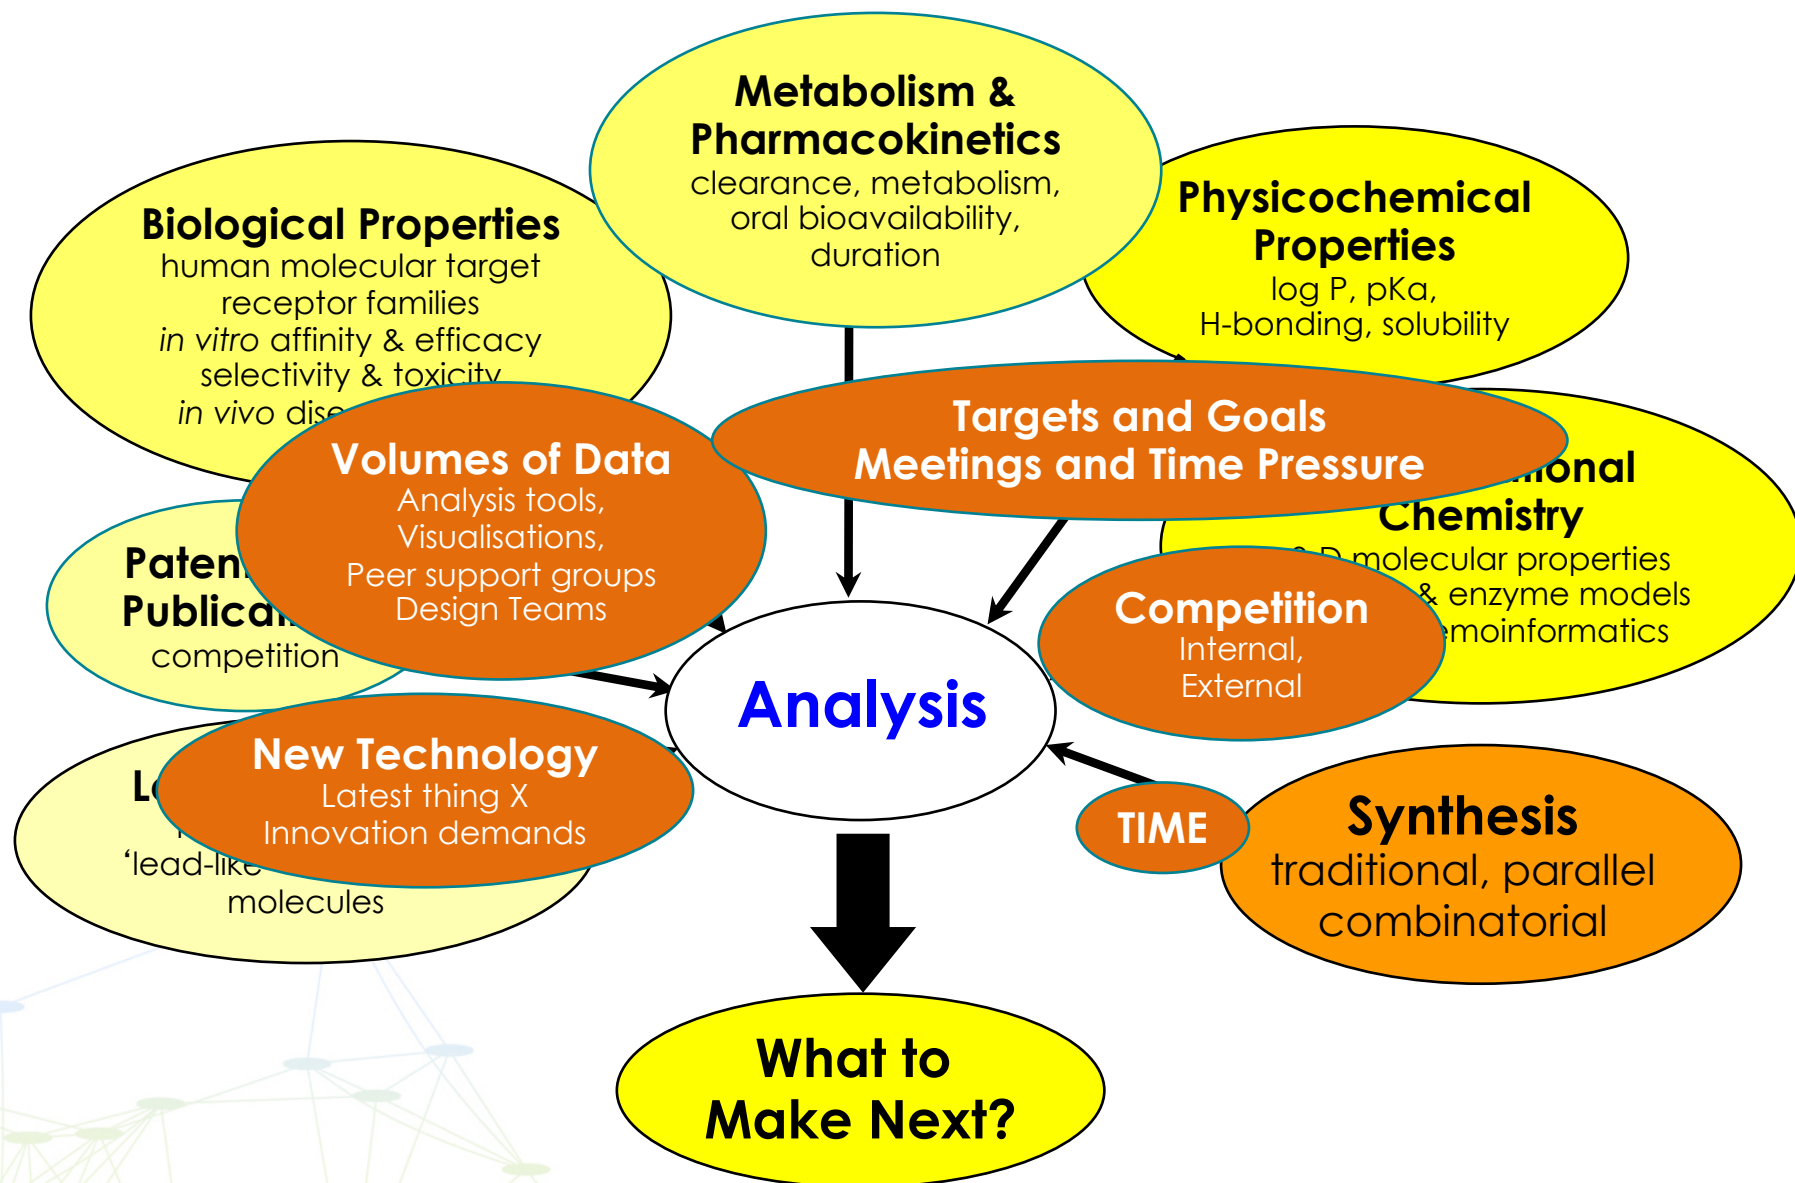 Metabolism &
Pharmacokinetics
clearance, metabolism,
oral bioavailability,
duration
Biological Properties
human molecular target
receptor families
in vitro affinity & efficacy
selectivity & toxicity
in vivo
Physicochemical
Properties
log P, pKa,
H-bonding, solubility
Targets and Goals
Meetings and Time Pressure
Volumes of Data
Analysis tools,
Visualisations,
Peer support groups
Design Teams
Chemistry
D molecular properties
& enzyme models
competition
Competition
Internal,
External
Analysis
New Technology
Latest thing X
Innovation demands
'lead-like
molecules
TIME
Synthesis
traditional, parallel
combinatorial
What to
Make Next?